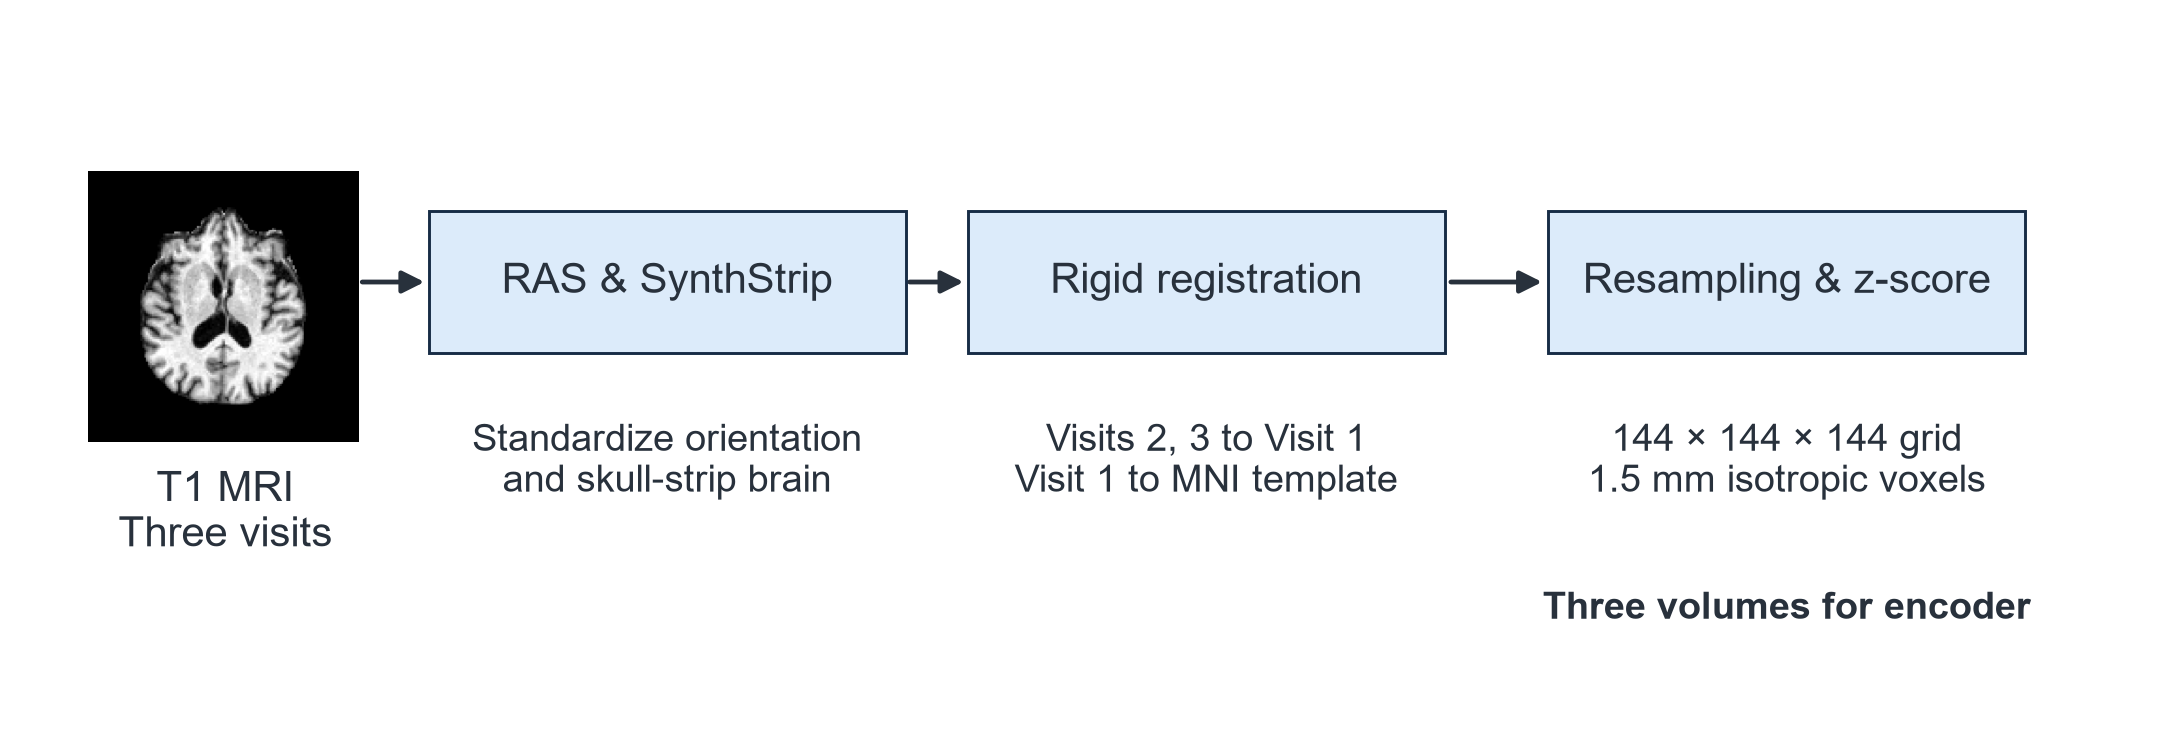 T1 MRI
Three visits
RAS & SynthStrip
Standardize orientation
and skull-strip brain
Rigid registration
Visits 2, 3 to Visit 1
Visit 1 to MNI template
Resampling & z-score
144 × 144 × 144 grid
1.5 mm isotropic voxels
Three volumes for encoder